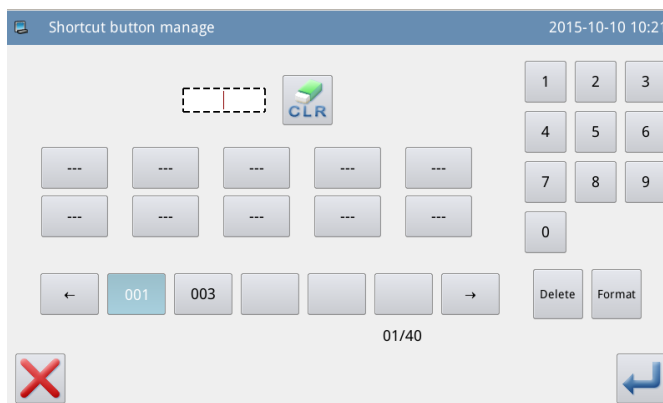 Shortcut button manage 2015-10-10 10:21
1 2 3
CLR
4 5 6
--- --- --- --- ---
7 8 9
--- --- --- --- ---
0
← 001 003 → Delete Format
01/40